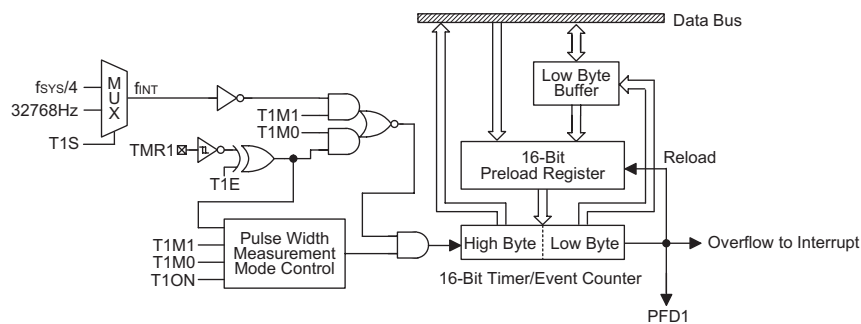 Data Bus
Low Byte
Buffer
fSYS/4
32768Hz
T1S
MUX
fINT
T1M1
T1M0
TMR1
T1E
16-Bit
Preload Register
Reload
T1M1
T1M0
T1ON
Pulse Width
Measurement
Mode Control
High Byte
Low Byte
Overflow to Interrupt
16-Bit Timer/Event Counter
PFD1